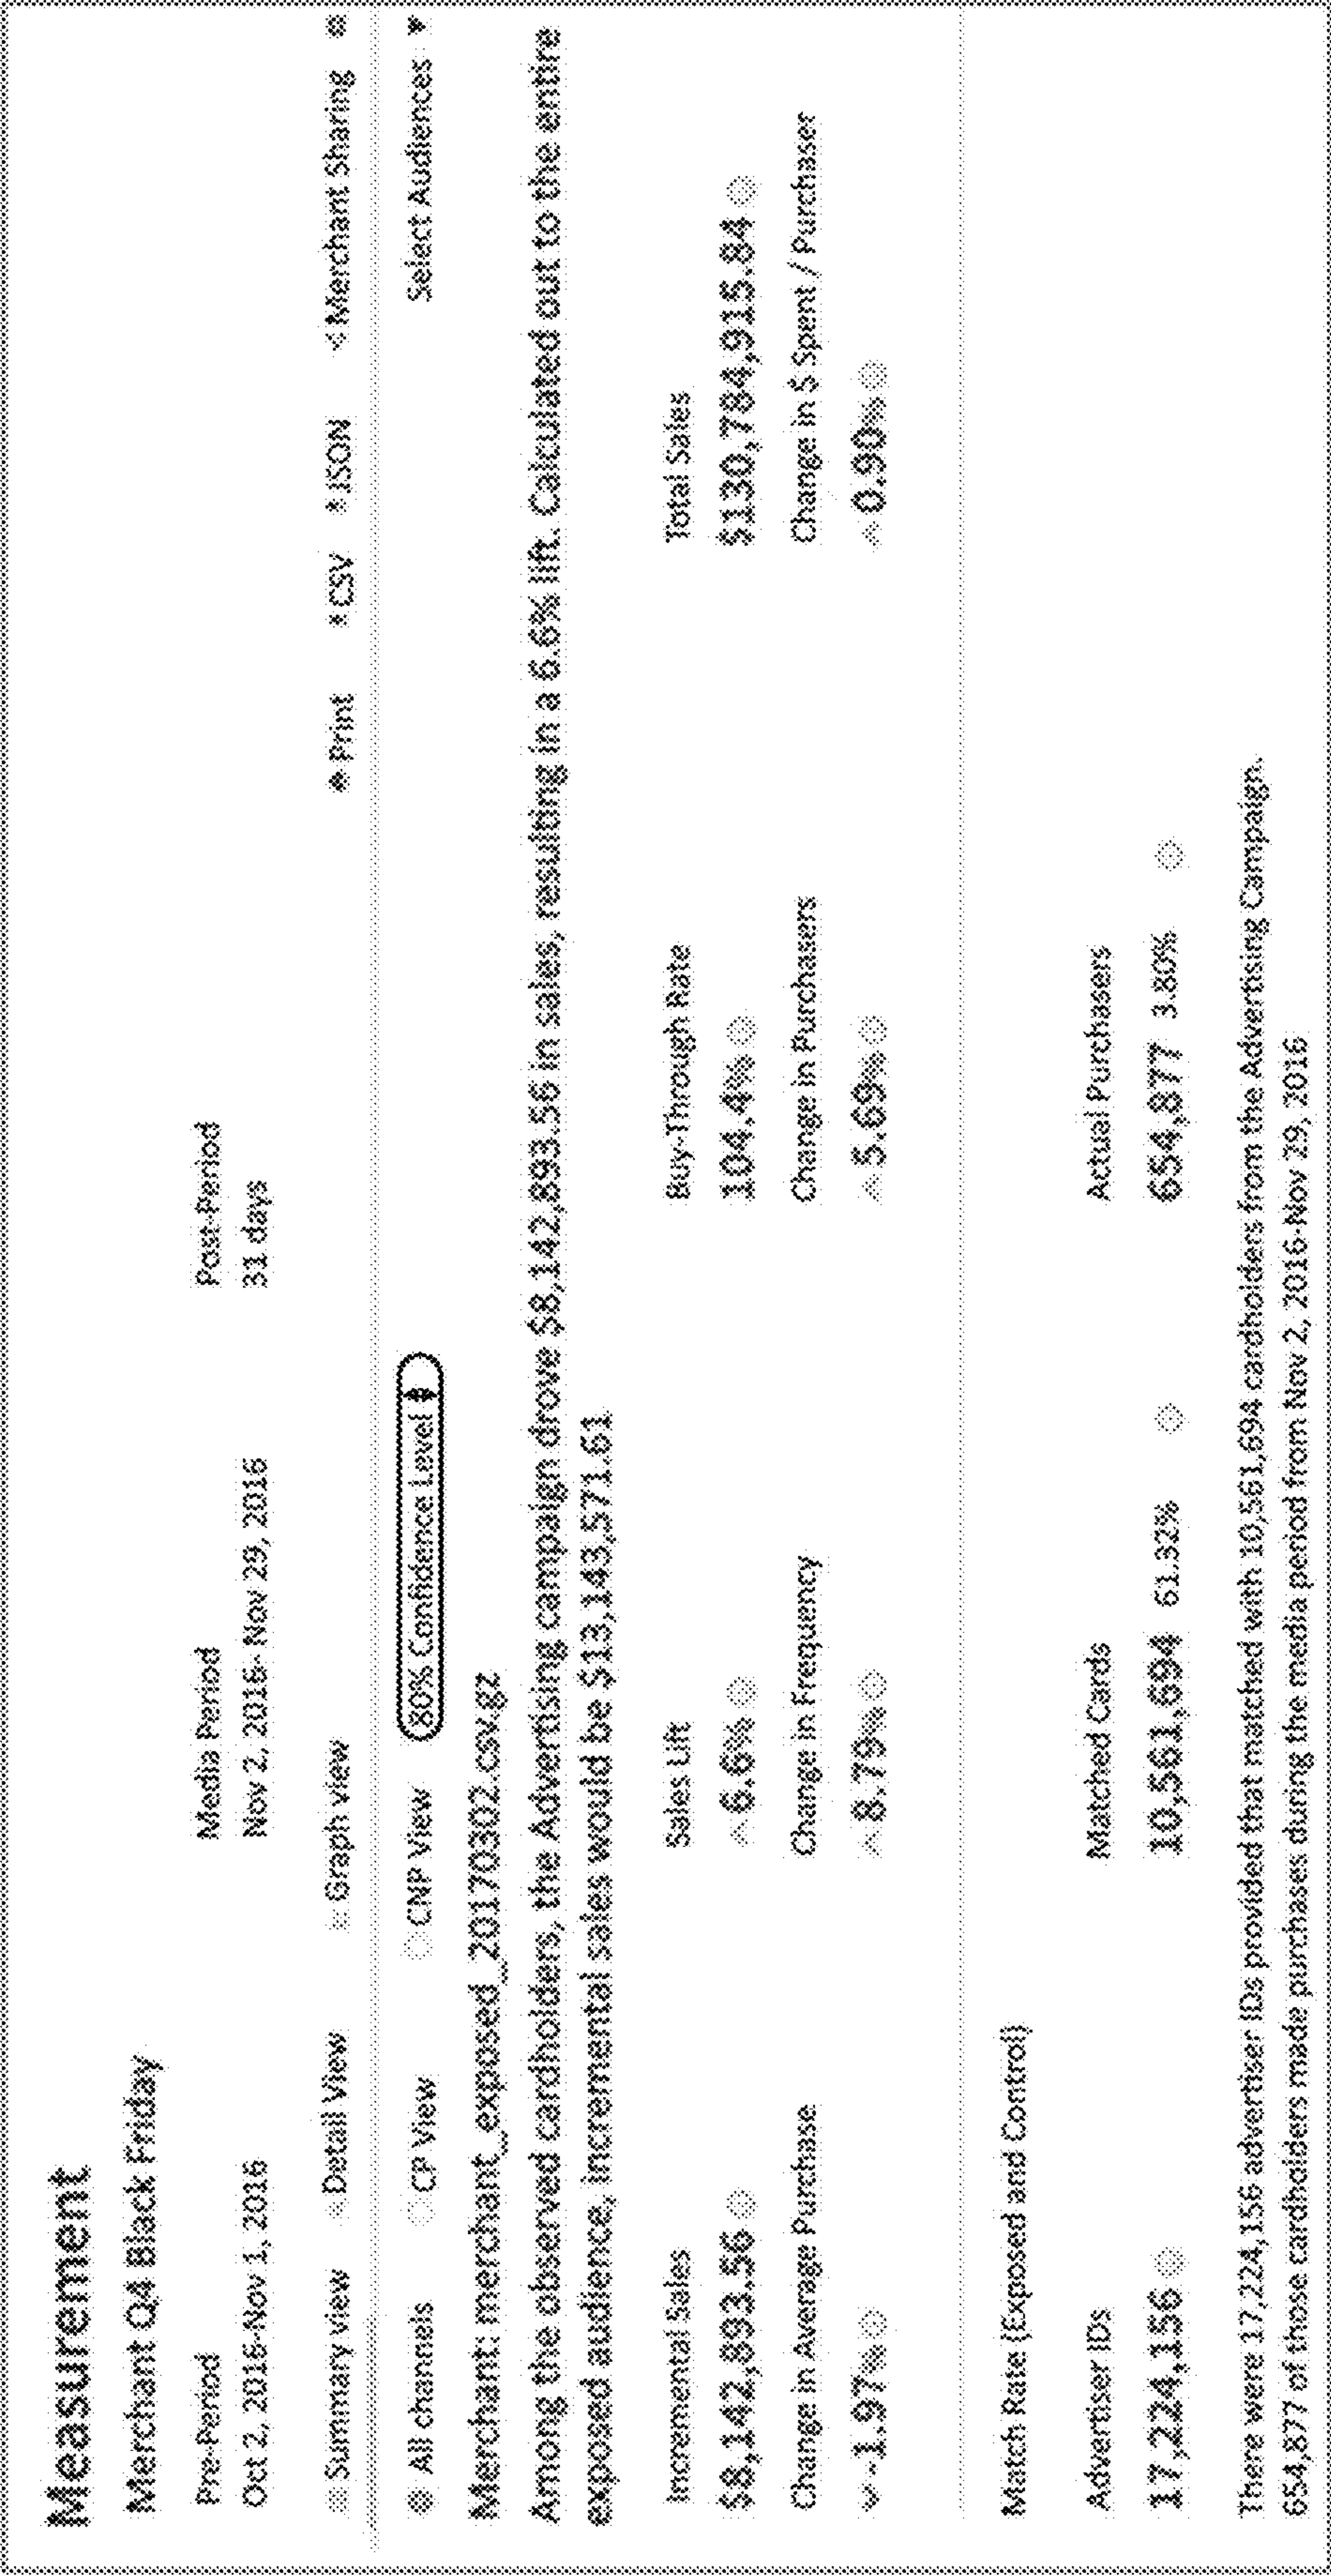 Measurement
Merchant Q4 Black Friday
Pre-Period Media Period Post-Period
Oct 2, 2016-Nov 1, 2016 Nov 2, 2016- Nov 29, 2016 31 days
Summary view Detail View Graph view Print CSV JSON Merchant Sharing
All channels CP View CNP View 80% Confidence Level Select Audiences
Merchant: merchant_exposed_20170302.csv.gz
Among the observed cardholders, the Advertising campaign drove $8,142,893.56 in sales, resulting in a 6.6% lift. Calculated out to the entire
exposed audience, incremental sales would be $13,143,571.61
Incremental Sales Sales Lift Buy-Through Rate Total Sales
$8,142,893.56 6.6% 104.4% $130,784,915.84
Change in Average Purchase Change in Frequency Change in Purchasers Change in $ Spent / Purchaser
-1.97% 8.79% 5.69% 0.90%
Match Rate (Exposed and Control)
Advertiser IDs Matched Cards Actual Purchasers
17,224,156 10,561,694 61.32% 654,877 3.80%
There were 17,224,156 advertiser IDs provided that matched with 10,561,694 cardholders from the Advertising Campaign.
654,877 of those cardholders made purchases during the media period from Nov 2, 2016-Nov 29, 2016